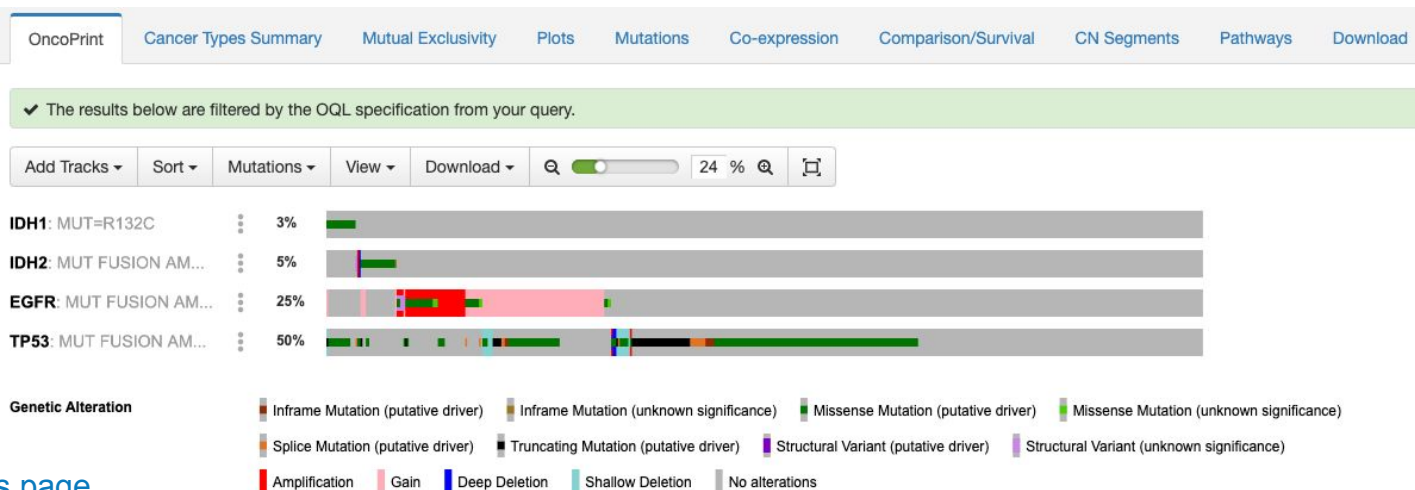 OncoPrint Cancer Types Summary Mutual Exclusivity Plots Mutations Co-expression Comparison/Survival CN Segments Pathways Download
✔ The results below are filtered by the OQL specification from your query.
Add Tracks Sort Mutations View Download 24 %
IDH1: MUT=R132C 3%
IDH2: MUT FUSION AM... 5%
EGFR: MUT FUSION AM... 25%
TP53: MUT FUSION AM... 50%
Genetic Alteration Inframe Mutation (putative driver) Inframe Mutation (unknown significance) Missense Mutation (putative driver) Missense Mutation (unknown significance)
Splice Mutation (putative driver) Truncating Mutation (putative driver) Structural Variant (putative driver) Structural Variant (unknown significance)
Amplification Gain Deep Deletion Shallow Deletion No alterations
page